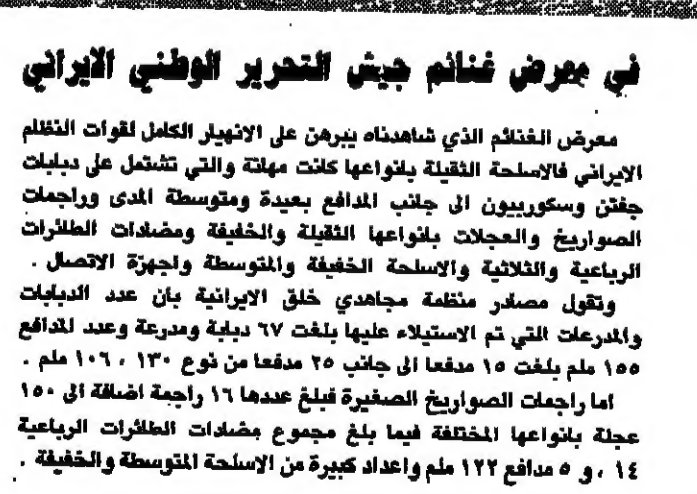 في معرض غنائم جيش التحرير الوطني الايراني
معرض الغنائم الذي شاهدناه يبرهن على الانهيار الكامل لقوات النظام
الايراني فالاسلحة الثقيلة بانواعها كانت مهانة والتي تشتمل على دبابات
جفتن وسكوربيون الى جانب المدافع بعيدة ومتوسطة المدى وراجمات
الصواريخ والعجلات بانواعها الثقيلة والخفيفة ومضادات الطائرات
الرباعية والثلاثية والاسلحة الخفيفة والمتوسطة واجهزة الاتصال .
وتقول مصادر منظمة مجاهدي خلق الايرانية بان عدد الدبابات
والمدرعات التي تم الاستيلاء عليها بلغت ٦٧ دبابة ومدرعة وعدد المدافع
١٥٥ ملم بلغت ١٥ مدفعا الى جانب ٢٥ مدفعا من نوع ١٣٠ ، ١٠٦ ملم .
اما راجمات الصواريخ الصغيرة فبلغ عددها ١٦ راجمة اضافة الى ١٥٠
عجلة بانواعها المختلفة فيما بلغ مجموع مضادات الطائرات الرباعية
١٤ ، و ٥ مدافع ١٢٢ ملم واعداد كبيرة من الاسلحة المتوسطة والخفيفة .